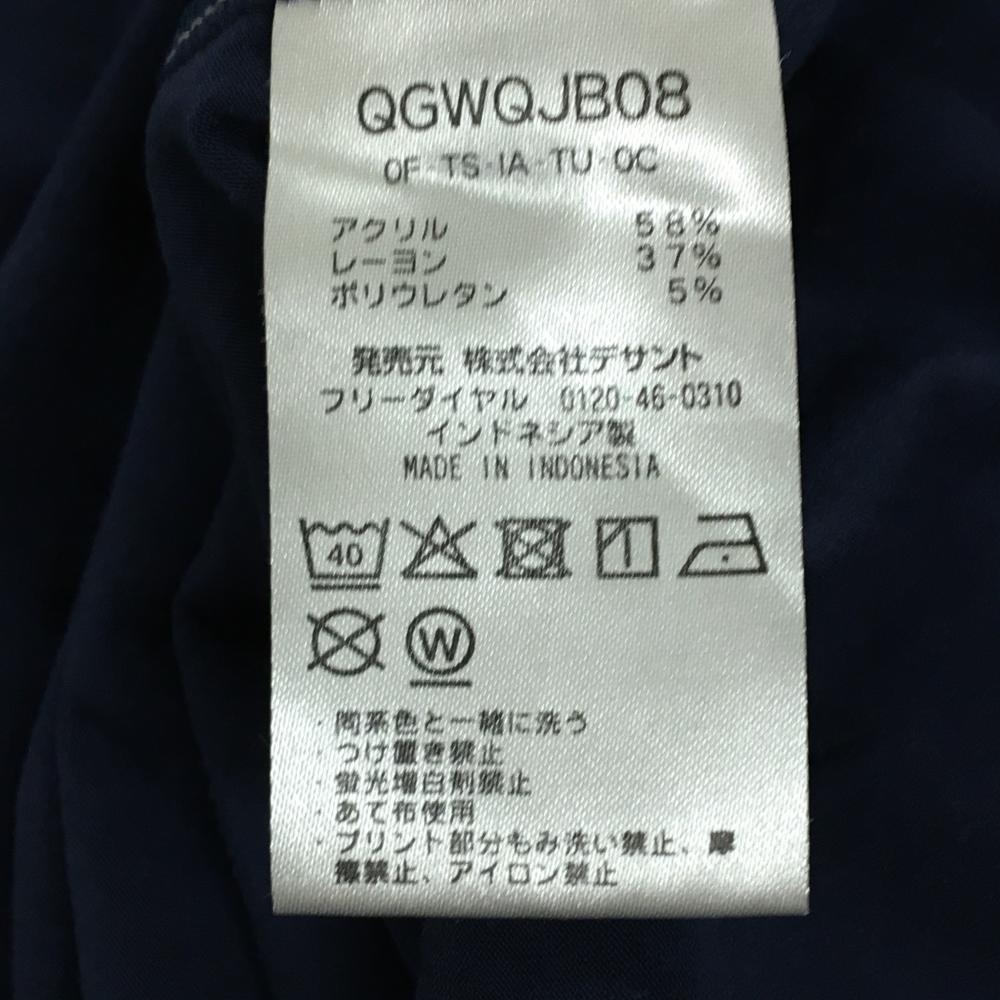 QGWQJB08
OF-TS-IA-TU-OC
アクリル 58%
レーヨン 37%
ポリウレタン 5%
発売元 株式会社デサント
フリーダイヤル 0120-46-0310
インドネシア製
MADE IN INDONESIA
40
W
・同系色と一緒に洗う
・つけ置き禁止
・蛍光増白剤禁止
・あて布使用
・プリント部分もみ洗い禁止、摩
擦禁止、アイロン禁止